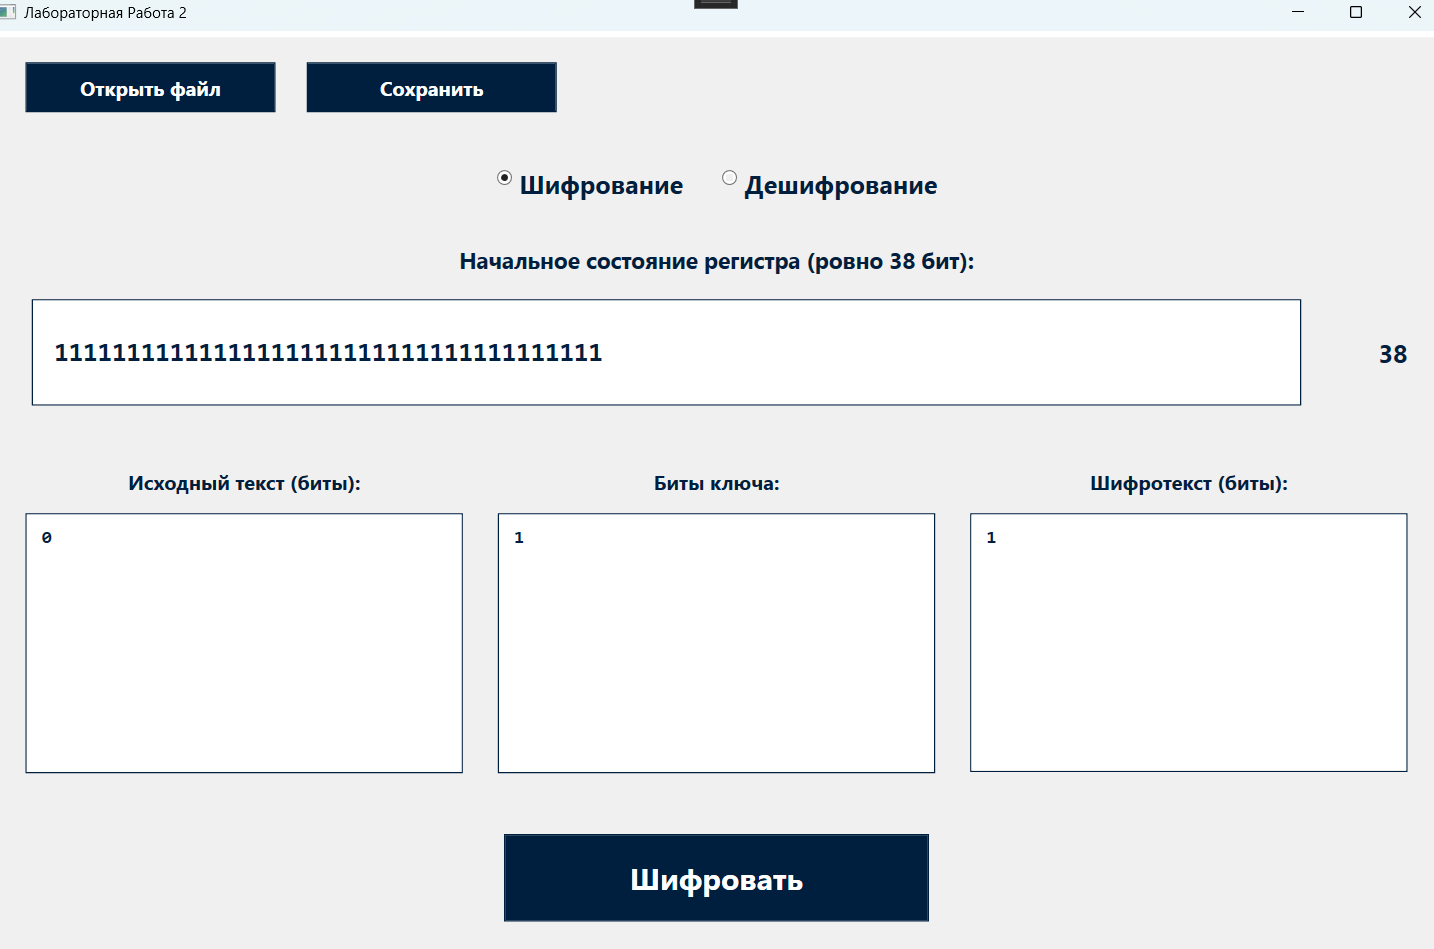 Лабораторная Работа 2
Открыть файл
Сохранить
Шифрование
Дешифрование
Начальное состояние регистра (ровно 38 бит):
11111111111111111111111111111111111111
38
Исходный текст (биты):
Биты ключа:
Шифротекст (биты):
0
1
1
Шифровать